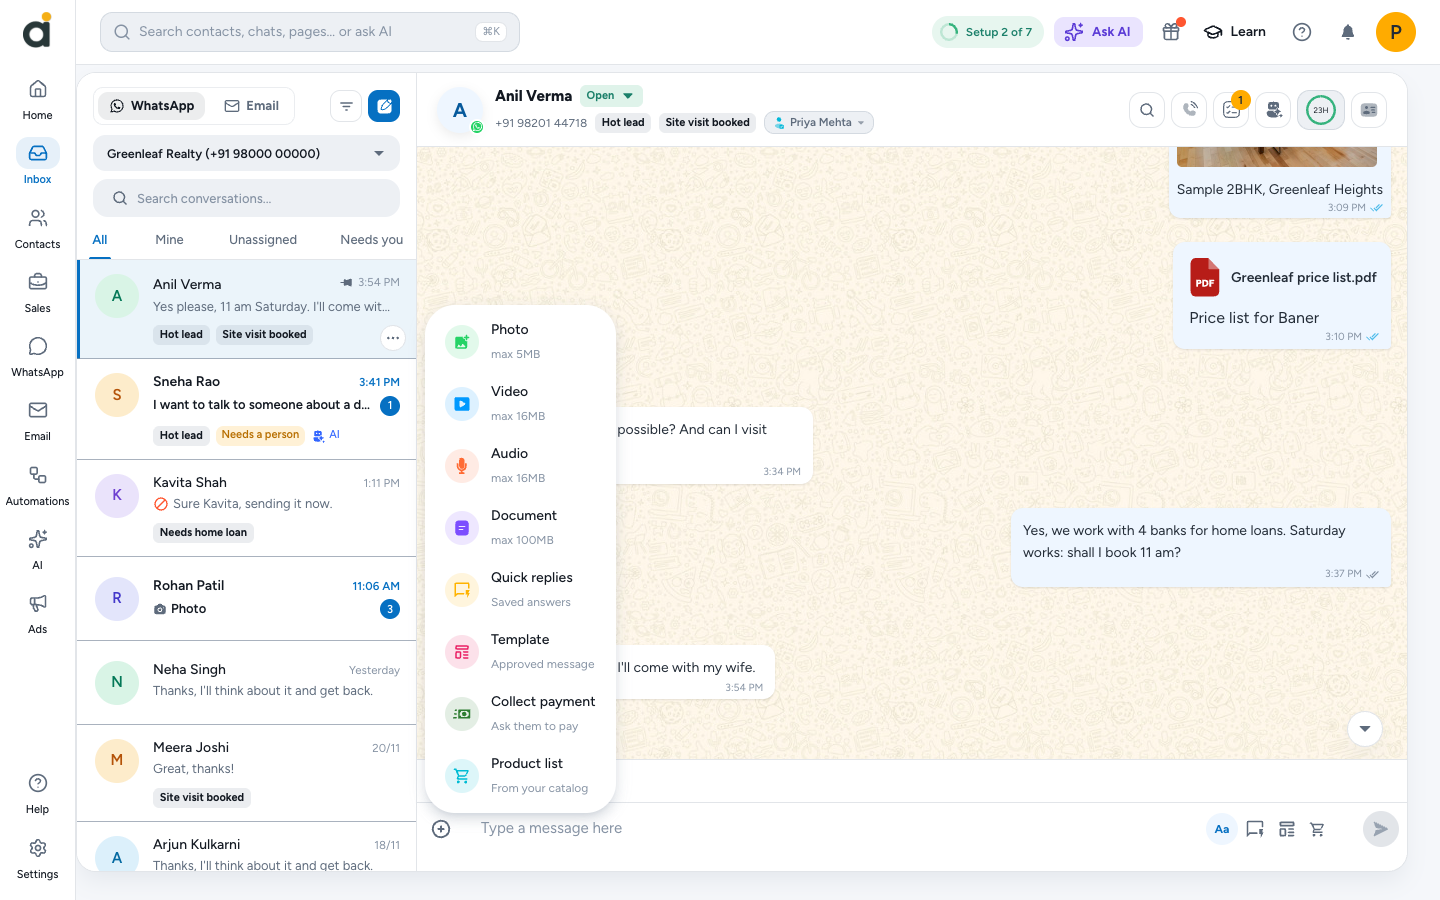 Search contacts, chats, pages... or ask AI
⌘K
Setup 2 of 7
Ask AI
Learn
P
Home
Inbox
Contacts
Sales
WhatsApp
Email
Automations
AI
Ads
Help
Settings
WhatsApp
Email
Greenleaf Realty (+91 98000 00000)
Search conversations...
All
Mine
Unassigned
Needs you
A
Anil Verma
3:54 PM
Yes please, 11 am Saturday. I'll come wit...
Hot lead
Site visit booked
S
Sneha Rao
3:41 PM
I want to talk to someone about a d...
1
Hot lead
Needs a person
AI
K
Kavita Shah
1:11 PM
Sure Kavita, sending it now.
Needs home loan
R
Rohan Patil
11:06 AM
Photo
3
N
Neha Singh
Yesterday
Thanks, I'll think about it and get back.
M
Meera Joshi
20/11
Great, thanks!
Site visit booked
A
Arjun Kulkarni
18/11
Thanks, I'll think about it and get back.
A
Anil Verma
Open
+91 98201 44718
Hot lead
Site visit booked
Priya Mehta
1
23H
Sample 2BHK, Greenleaf Heights
3:09 PM
PDF
Greenleaf price list.pdf
Price list for Baner
3:10 PM
possible? And can I visit
3:34 PM
Yes, we work with 4 banks for home loans. Saturday
works: shall I book 11 am?
3:37 PM
I'll come with my wife.
3:54 PM
Photo
max 5MB
Video
max 16MB
Audio
max 16MB
Document
max 100MB
Quick replies
Saved answers
Template
Approved message
Collect payment
Ask them to pay
Product list
From your catalog
Type a message here
Aa